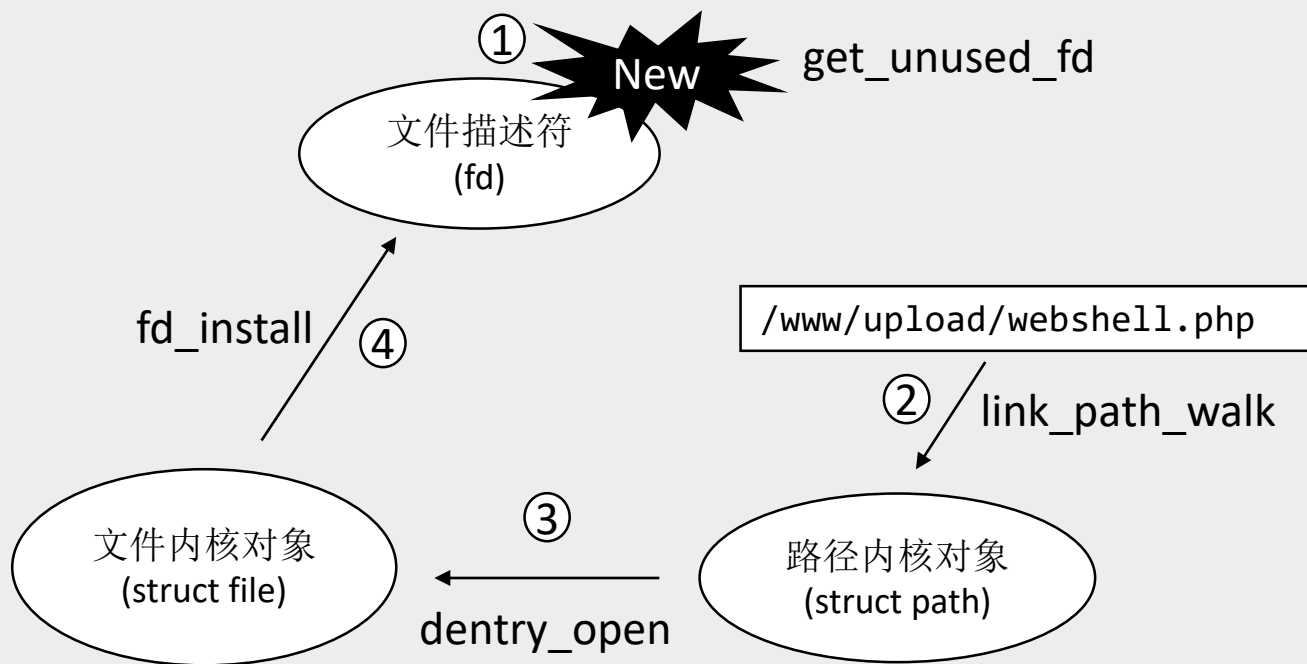 ①
New
get_unused_fd
文件描述符
(fd)
fd_install
④
/www/upload/webshell.php
②
link_path_walk
③
文件内核对象
(struct file)
路径内核对象
(struct path)
dentry_open